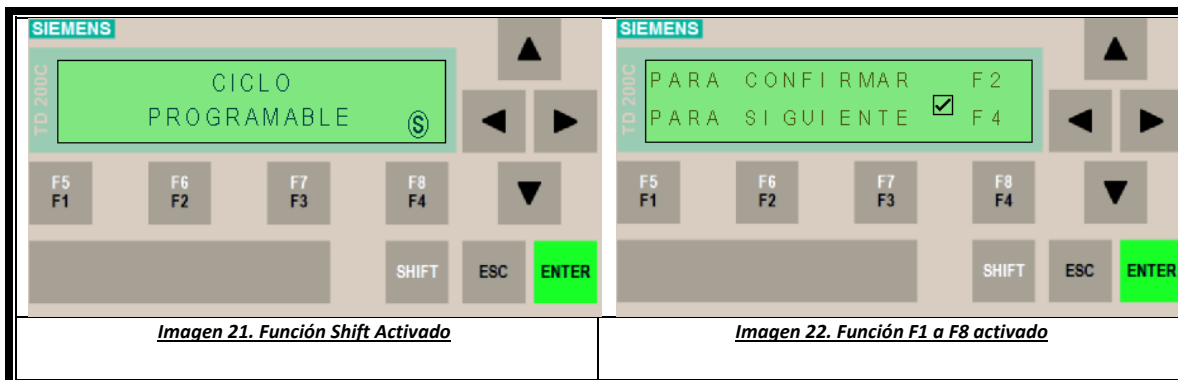 SIEMENS
TD 200C
CICLO
PROGRAMABLE
S
F5 F6 F7 F8
F1 F2 F3 F4
SHIFT ESC ENTER
Imagen 21. Función Shift Activado
SIEMENS
TD 200C
PARA CONFIRMAR F2
PARA SIGUIENTE F4
F5 F6 F7 F8
F1 F2 F3 F4
SHIFT ESC ENTER
Imagen 22. Función F1 a F8 activado